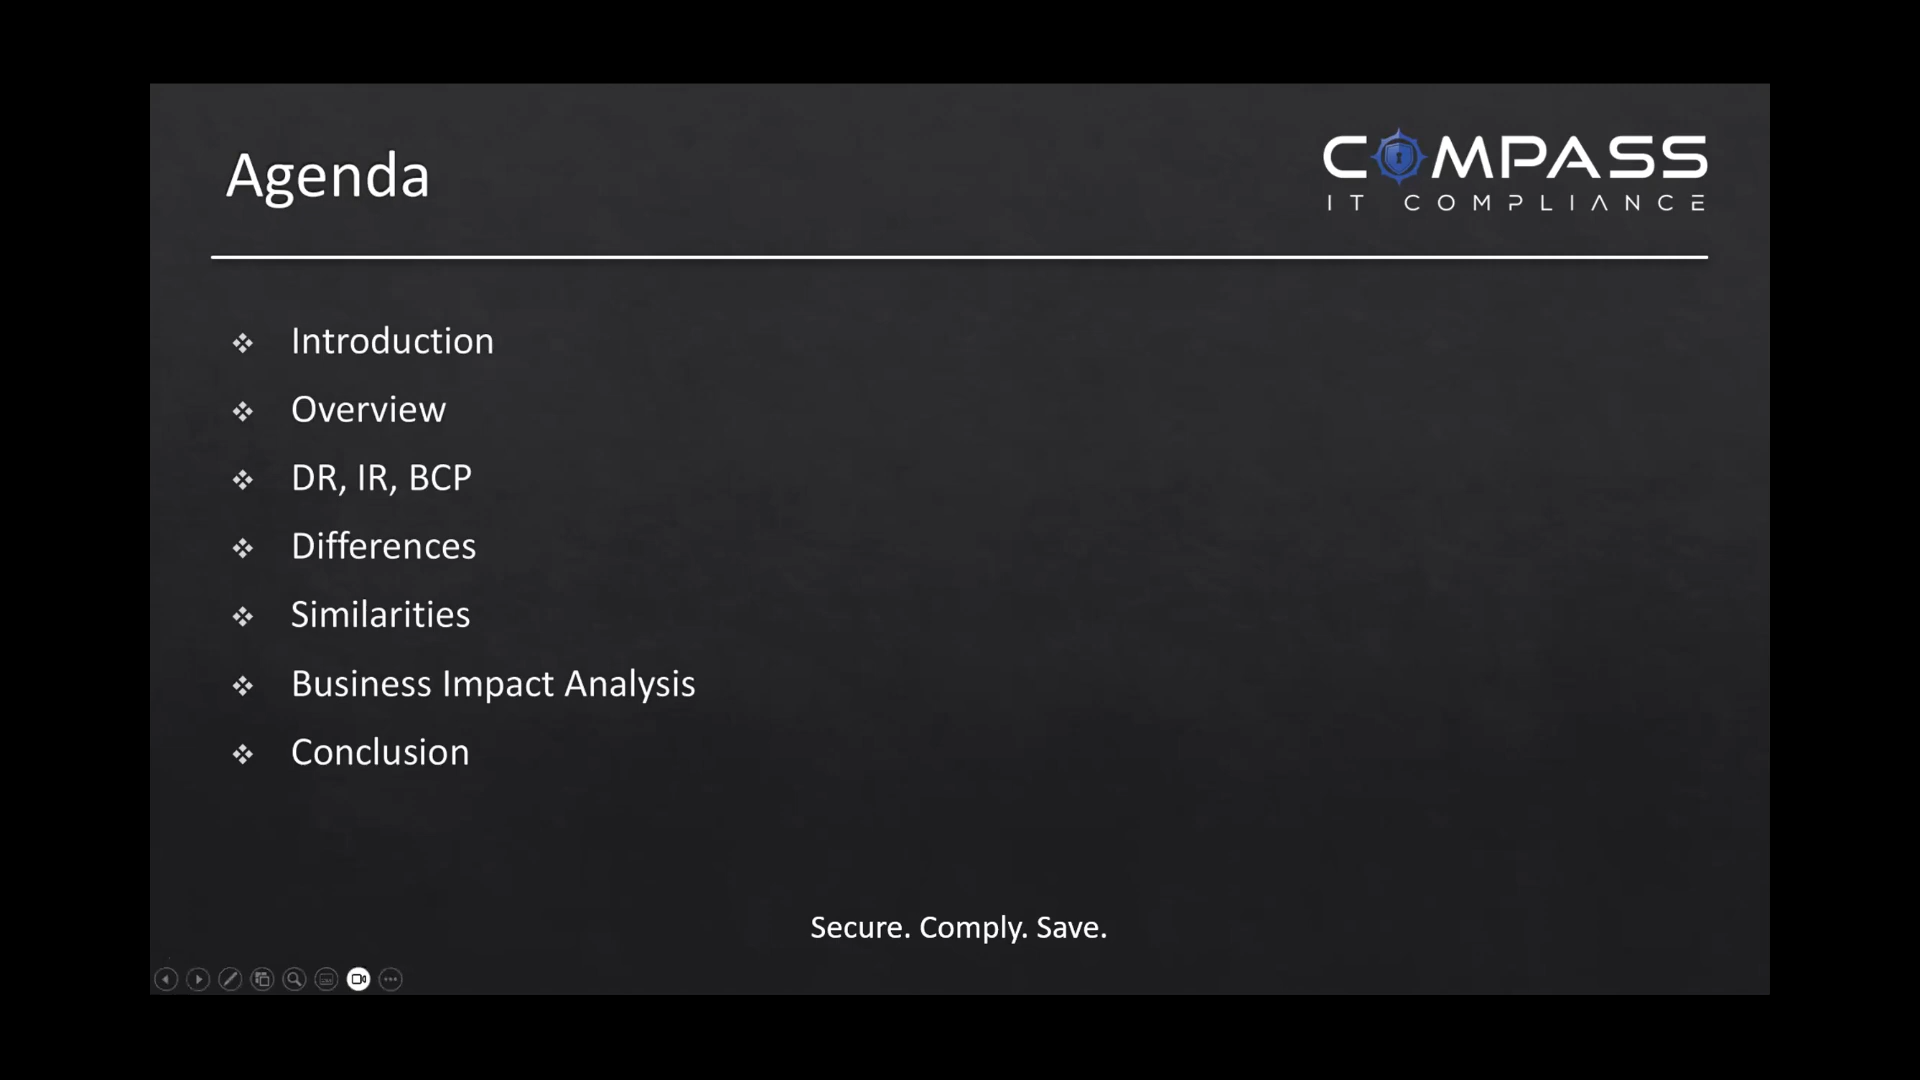 Agenda
COMPASS
IT COMPLIANCE
Introduction
Overview
DR, IR, BCP
Differences
Similarities
Business Impact Analysis
Conclusion
Secure. Comply. Save.